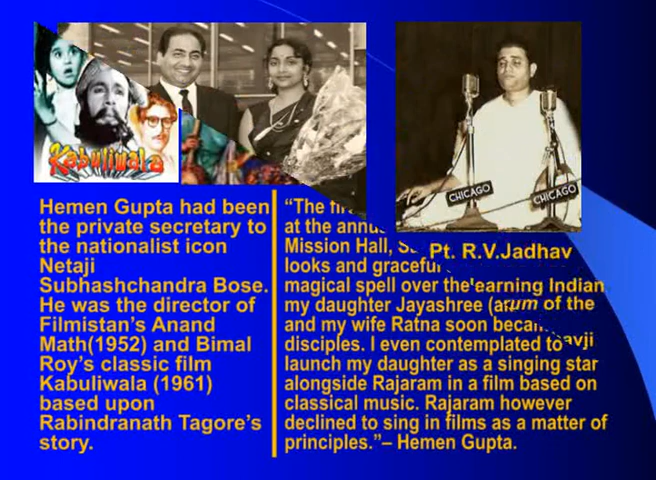 Kabuliwala
CHICAGO
CHICAGO
Pt. R.V.Jadhav
Hemen Gupta had been
the private secretary to
the nationalist icon
Netaji
Subhashchandra Bose.
He was the director of
Filmistan's Anand
Math(1952) and Bimal
Roy's classic film
Kabuliwala (1961)
based upon
Rabindranath Tagore's
story.
"The
at the
Mission Hall,
looks and
magical spell over the earning Indian
my daughter Jayashree of the
and my wife Ratna soon
disciples. I even contemplated to
launch my daughter as a singing star
alongside Rajaram in a film based on
classical music. Rajaram however
declined to sing in films as a matter of
principles."– Hemen Gupta.